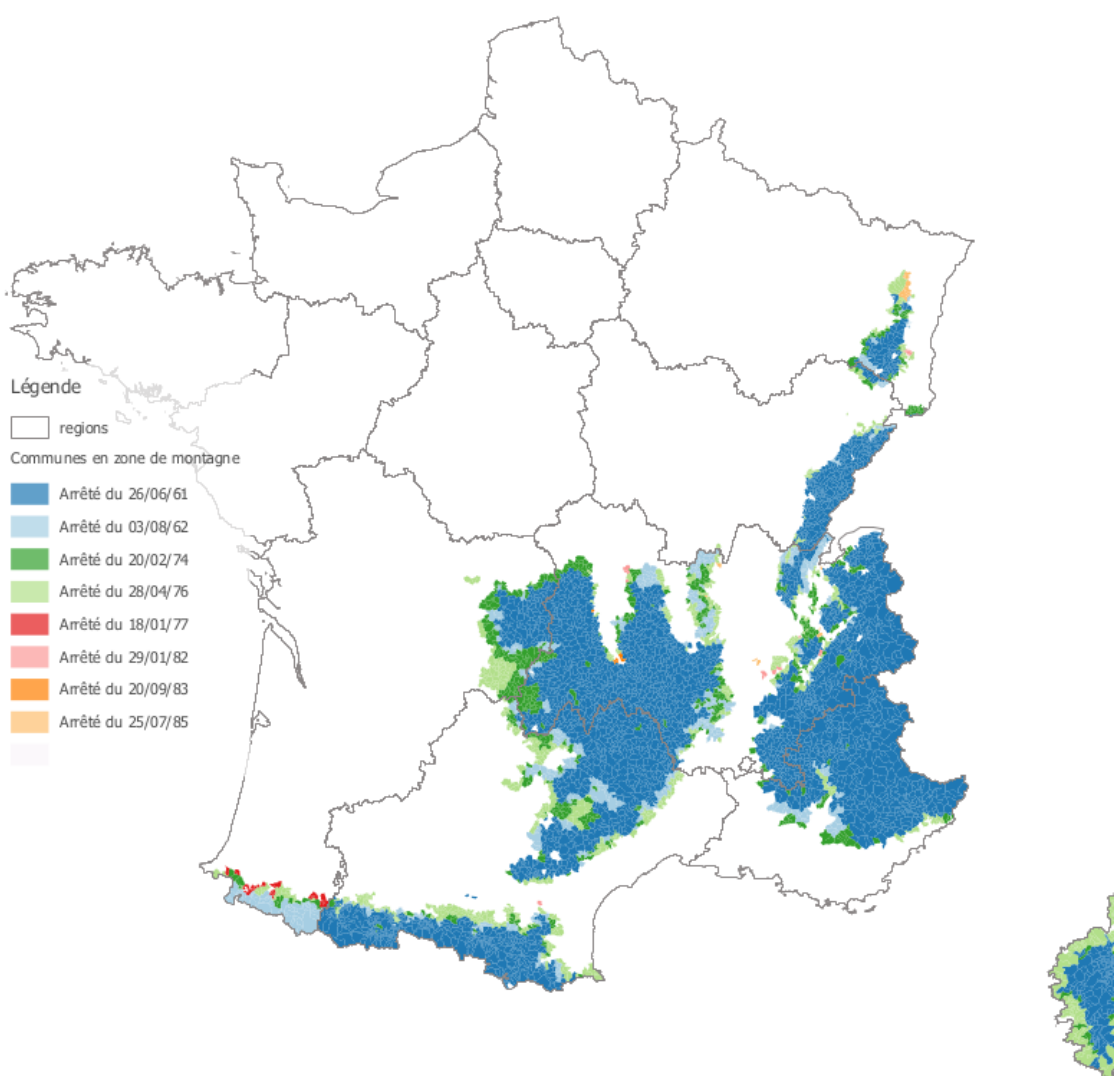 Légende
regions
Communes en zone de montagne
Arrêté du 26/06/61
Arrêté du 03/08/62
Arrêté du 20/02/74
Arrêté du 28/04/76
Arrêté du 18/01/77
Arrêté du 29/01/82
Arrêté du 20/09/83
Arrêté du 25/07/85